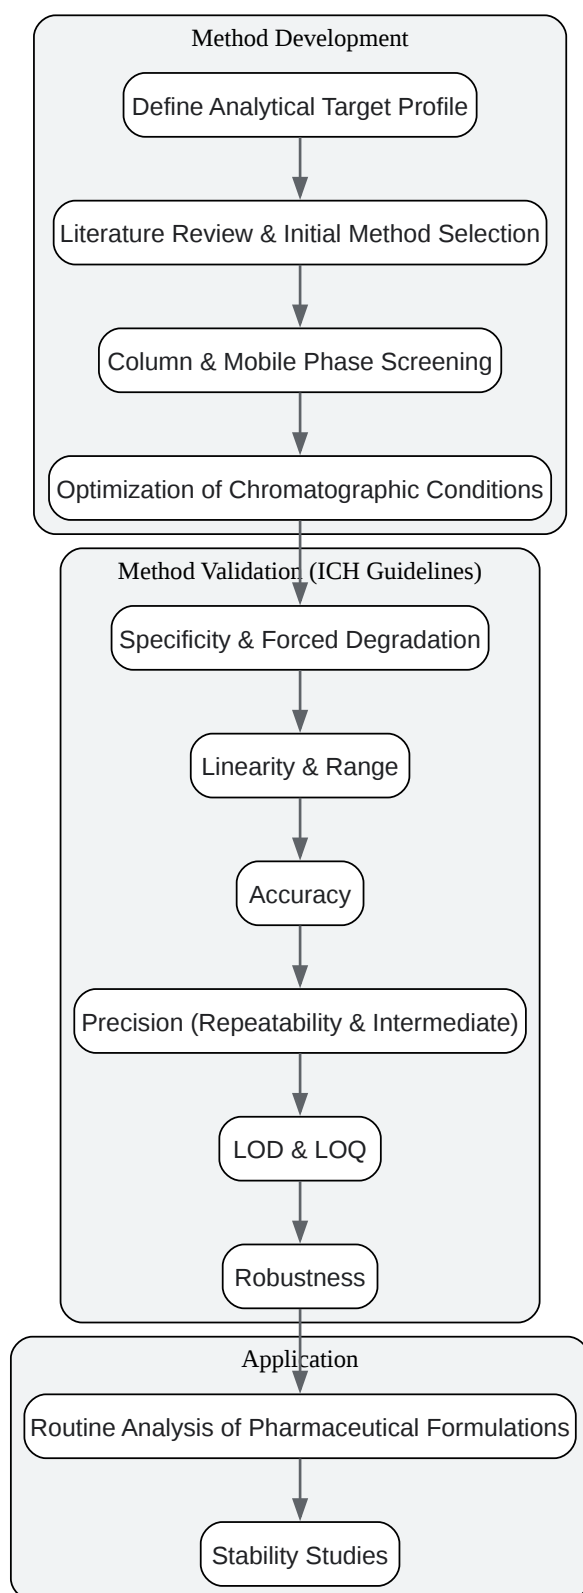 Method Development
Define Analytical Target Profile
Literature Review & Initial Method Selection
Column & Mobile Phase Screening
Optimization of Chromatographic Conditions
Method Validation (ICH Guidelines)
Specificity & Forced Degradation
Linearity & Range
Accuracy
Precision (Repeatability & Intermediate)
LOD & LOQ
Robustness
Application
Routine Analysis of Pharmaceutical Formulations
Stability Studies